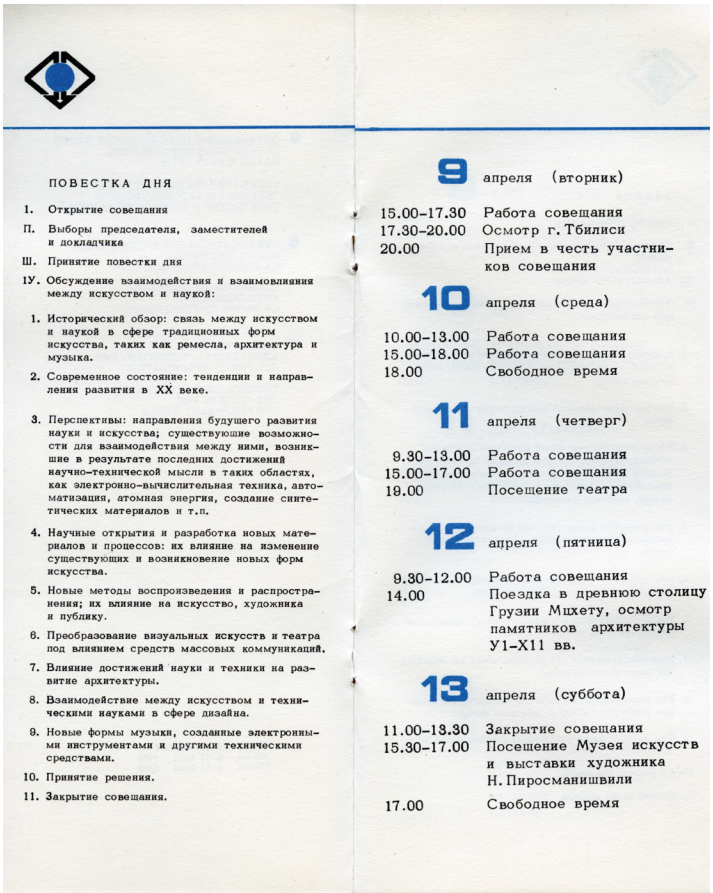 ПОВЕСТКА ДНЯ
1. Открытие совещания
П. Выборы председателя, заместителей
и докладчика
Ш. Принятие повестки дня
1У. Обсуждение взаимодействия и взаимовлияния
между искусством и наукой:
1. Исторический обзор: связь между искусством
и наукой в сфере традиционных форм
искусства, таких как ремесла, архитектура и
музыка.
2. Современное состояние: тенденции и направ-
ления развития в XX веке.
3. Перспективы: направления будущего развития
науки и искусства; существующие возможно-
сти для взаимодействия между ними, возник-
шие в результате последних достижений
научно-технической мысли в таких областях,
как электронно-вычислительная техника, авто-
матизация, атомная энергия, создание синте-
тических материалов и т.п.
4. Научные открытия и разработка новых мате-
риалов и процессов: их влияние на изменение
существующих и возникновение новых форм
искусства.
5. Новые методы воспроизведения и распростра-
нения; их влияние на искусство, художника
и публику.
6. Преобразование визуальных искусств и театра
под влиянием средств массовых коммуникаций.
7. Влияние достижений науки и техники на раз-
витие архитектуры.
8. Взаимодействие между искусством и техни-
ческими науками в сфере дизайна.
9. Новые формы музыки, созданные электронны-
ми инструментами и другими техническими
средствами.
10. Принятие решения.
11. Закрытие совещания.
9 апреля (вторник)
15.00-17.30 Работа совещания
17.30-20.00 Осмотр г. Тбилиси
20.00 Прием в честь участни-
ков совещания
10 апреля (среда)
10.00-13.00 Работа совещания
15.00-18.00 Работа совещания
18.00 Свободное время
11 апреля (четверг)
9.30-13.00 Работа совещания
15.00-17.00 Работа совещания
19.00 Посещение театра
12 апреля (пятница)
9.30-12.00 Работа совещания
14.00 Поездка в древнюю столицу
Грузии Мцхету, осмотр
памятников архитектуры
У1-Х11 вв.
13 апреля (суббота)
11.00-13.30 Закрытие совещания
15.30-17.00 Посещение Музея искусств
и выставки художника
Н. Пиросманишвили
17.00 Свободное время